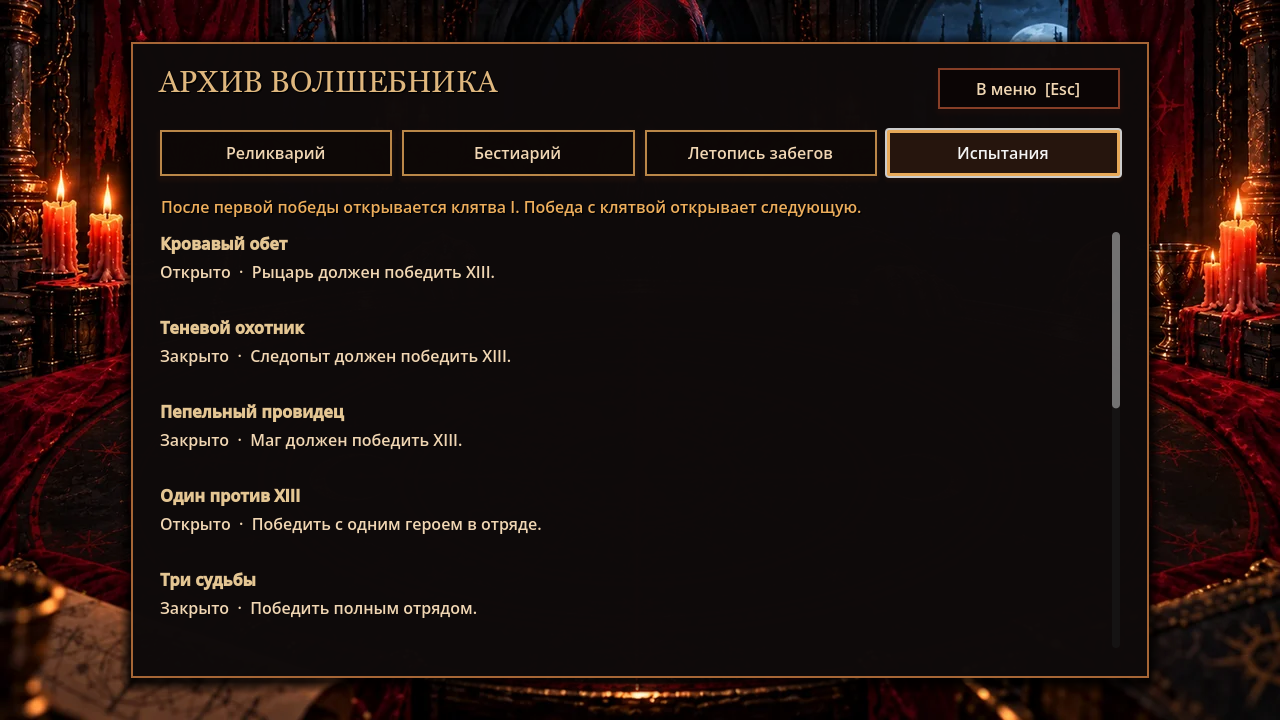 АРХИВ ВОЛШЕБНИКА
В меню [Esc]
Реликварий
Бестиарий
Летопись забегов
Испытания
После первой победы открывается клятва I. Победа с клятвой открывает следующую.
Кровавый обет
Открыто · Рыцарь должен победить XIII.
Теневой охотник
Закрыто · Следопыт должен победить XIII.
Пепельный провидец
Закрыто · Маг должен победить XIII.
Один против XIII
Открыто · Победить с одним героем в отряде.
Три судьбы
Закрыто · Победить полным отрядом.